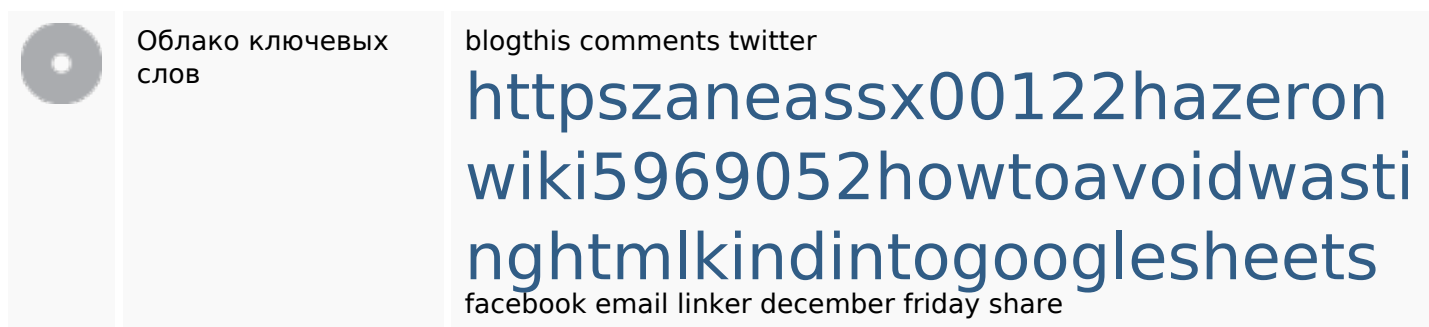 Облако ключевых
слов
blogthis comments twitter
httpszaneassx00122hazeron
wiki5969052howtoavoidwasti
nghtmlkindintogooglesheets
facebook email linker december friday share